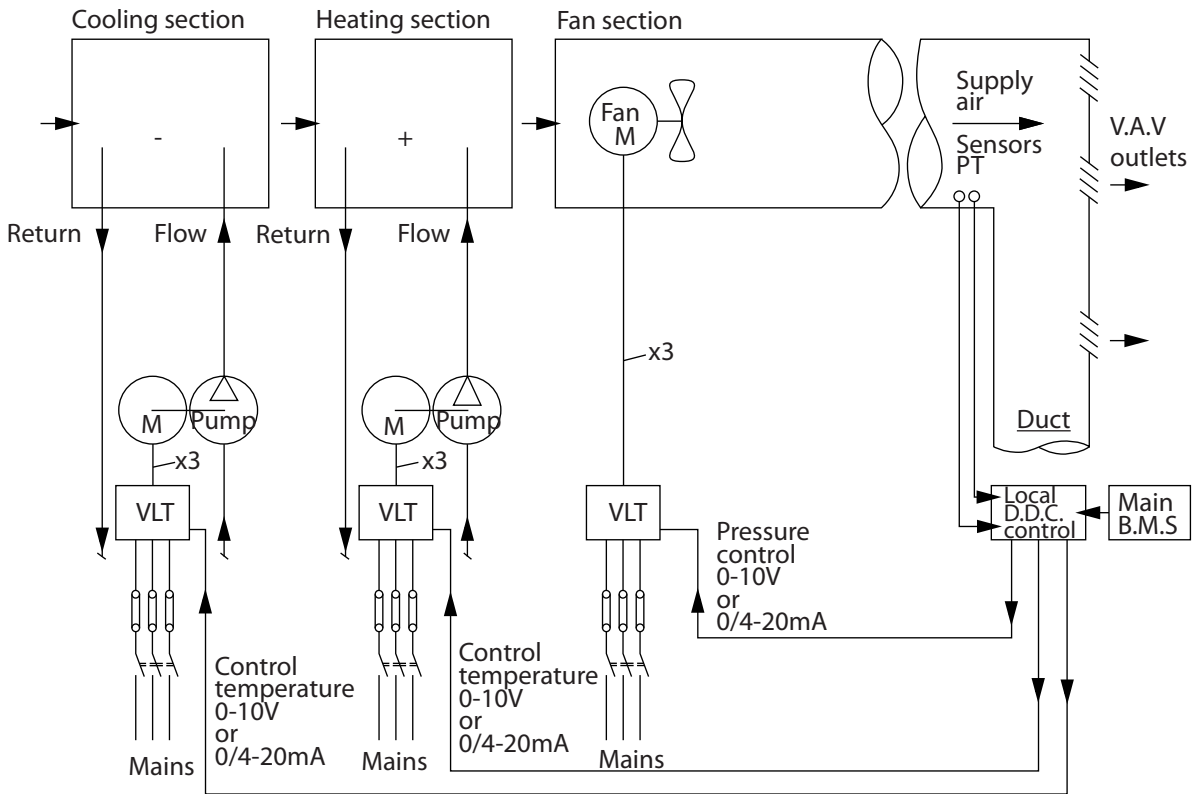 Cooling section
Heating section
Fan section
-
+
Fan
M
Supply
air
Sensors
PT
V.A.V
outlets
Return
Flow
Return
Flow
x3
M
Pump
M
Pump
Duct
x3
x3
VLT
VLT
VLT
Local
D.D.C.
control
Main
B.M.S
Pressure
control
0-10V
or
0/4-20mA
Control
temperature
0-10V
or
0/4-20mA
Control
temperature
0-10V
or
0/4-20mA
Mains
Mains
Mains